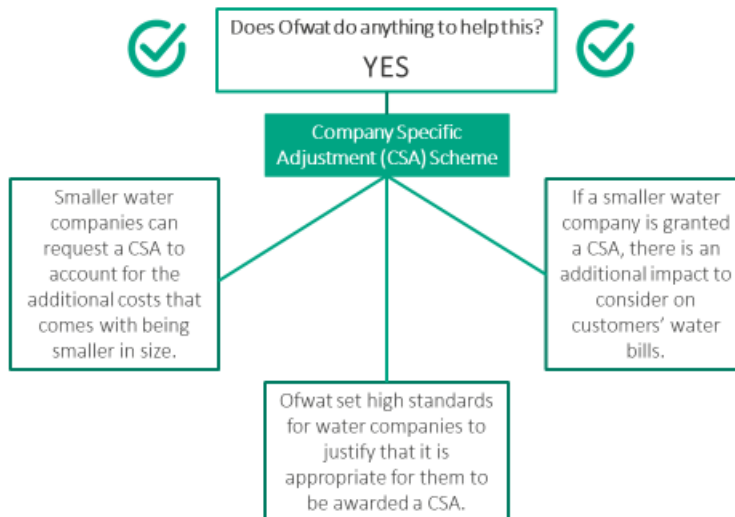 Does Ofwat do anything to help this?
YES
Company Specific
Adjustment (CSA) Scheme
Smaller water
companies can
request a CSA to
account for the
additional costs that
comes with being
smaller in size.
Ofwat set high standards
for water companies to
justify that it is
appropriate for them to
be awarded a CSA.
If a smaller water
company is granted
a CSA, there is an
additional impact to
consider on
customers’ water
bills.